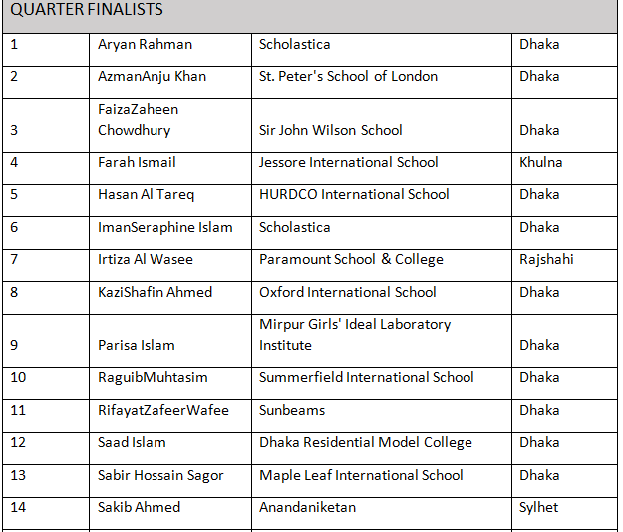 QUARTER FINALISTS
1 Aryan Rahman Scholastica Dhaka
2 AzmanAnju Khan St. Peter's School of London Dhaka
FaizaZaheen
3 Chowdhury Sir John Wilson School Dhaka
4 Farah Ismail Jessore International School Khulna
5 Hasan Al Tareq HURDCO International School Dhaka
6 ImanSeraphine Islam Scholastica Dhaka
7 Irtiza Al Wasee Paramount School & College Rajshahi
8 KaziShafin Ahmed Oxford International School Dhaka
Mirpur Girls' Ideal Laboratory
9 Parisa Islam Institute Dhaka
10 RaguibMuhtasim Summerfield International School Dhaka
11 RifayatZafeerWafee Sunbeams Dhaka
12 Saad Islam Dhaka Residential Model College Dhaka
13 Sabir Hossain Sagor Maple Leaf International School Dhaka
14 Sakib Ahmed Anandaniketan Sylhet